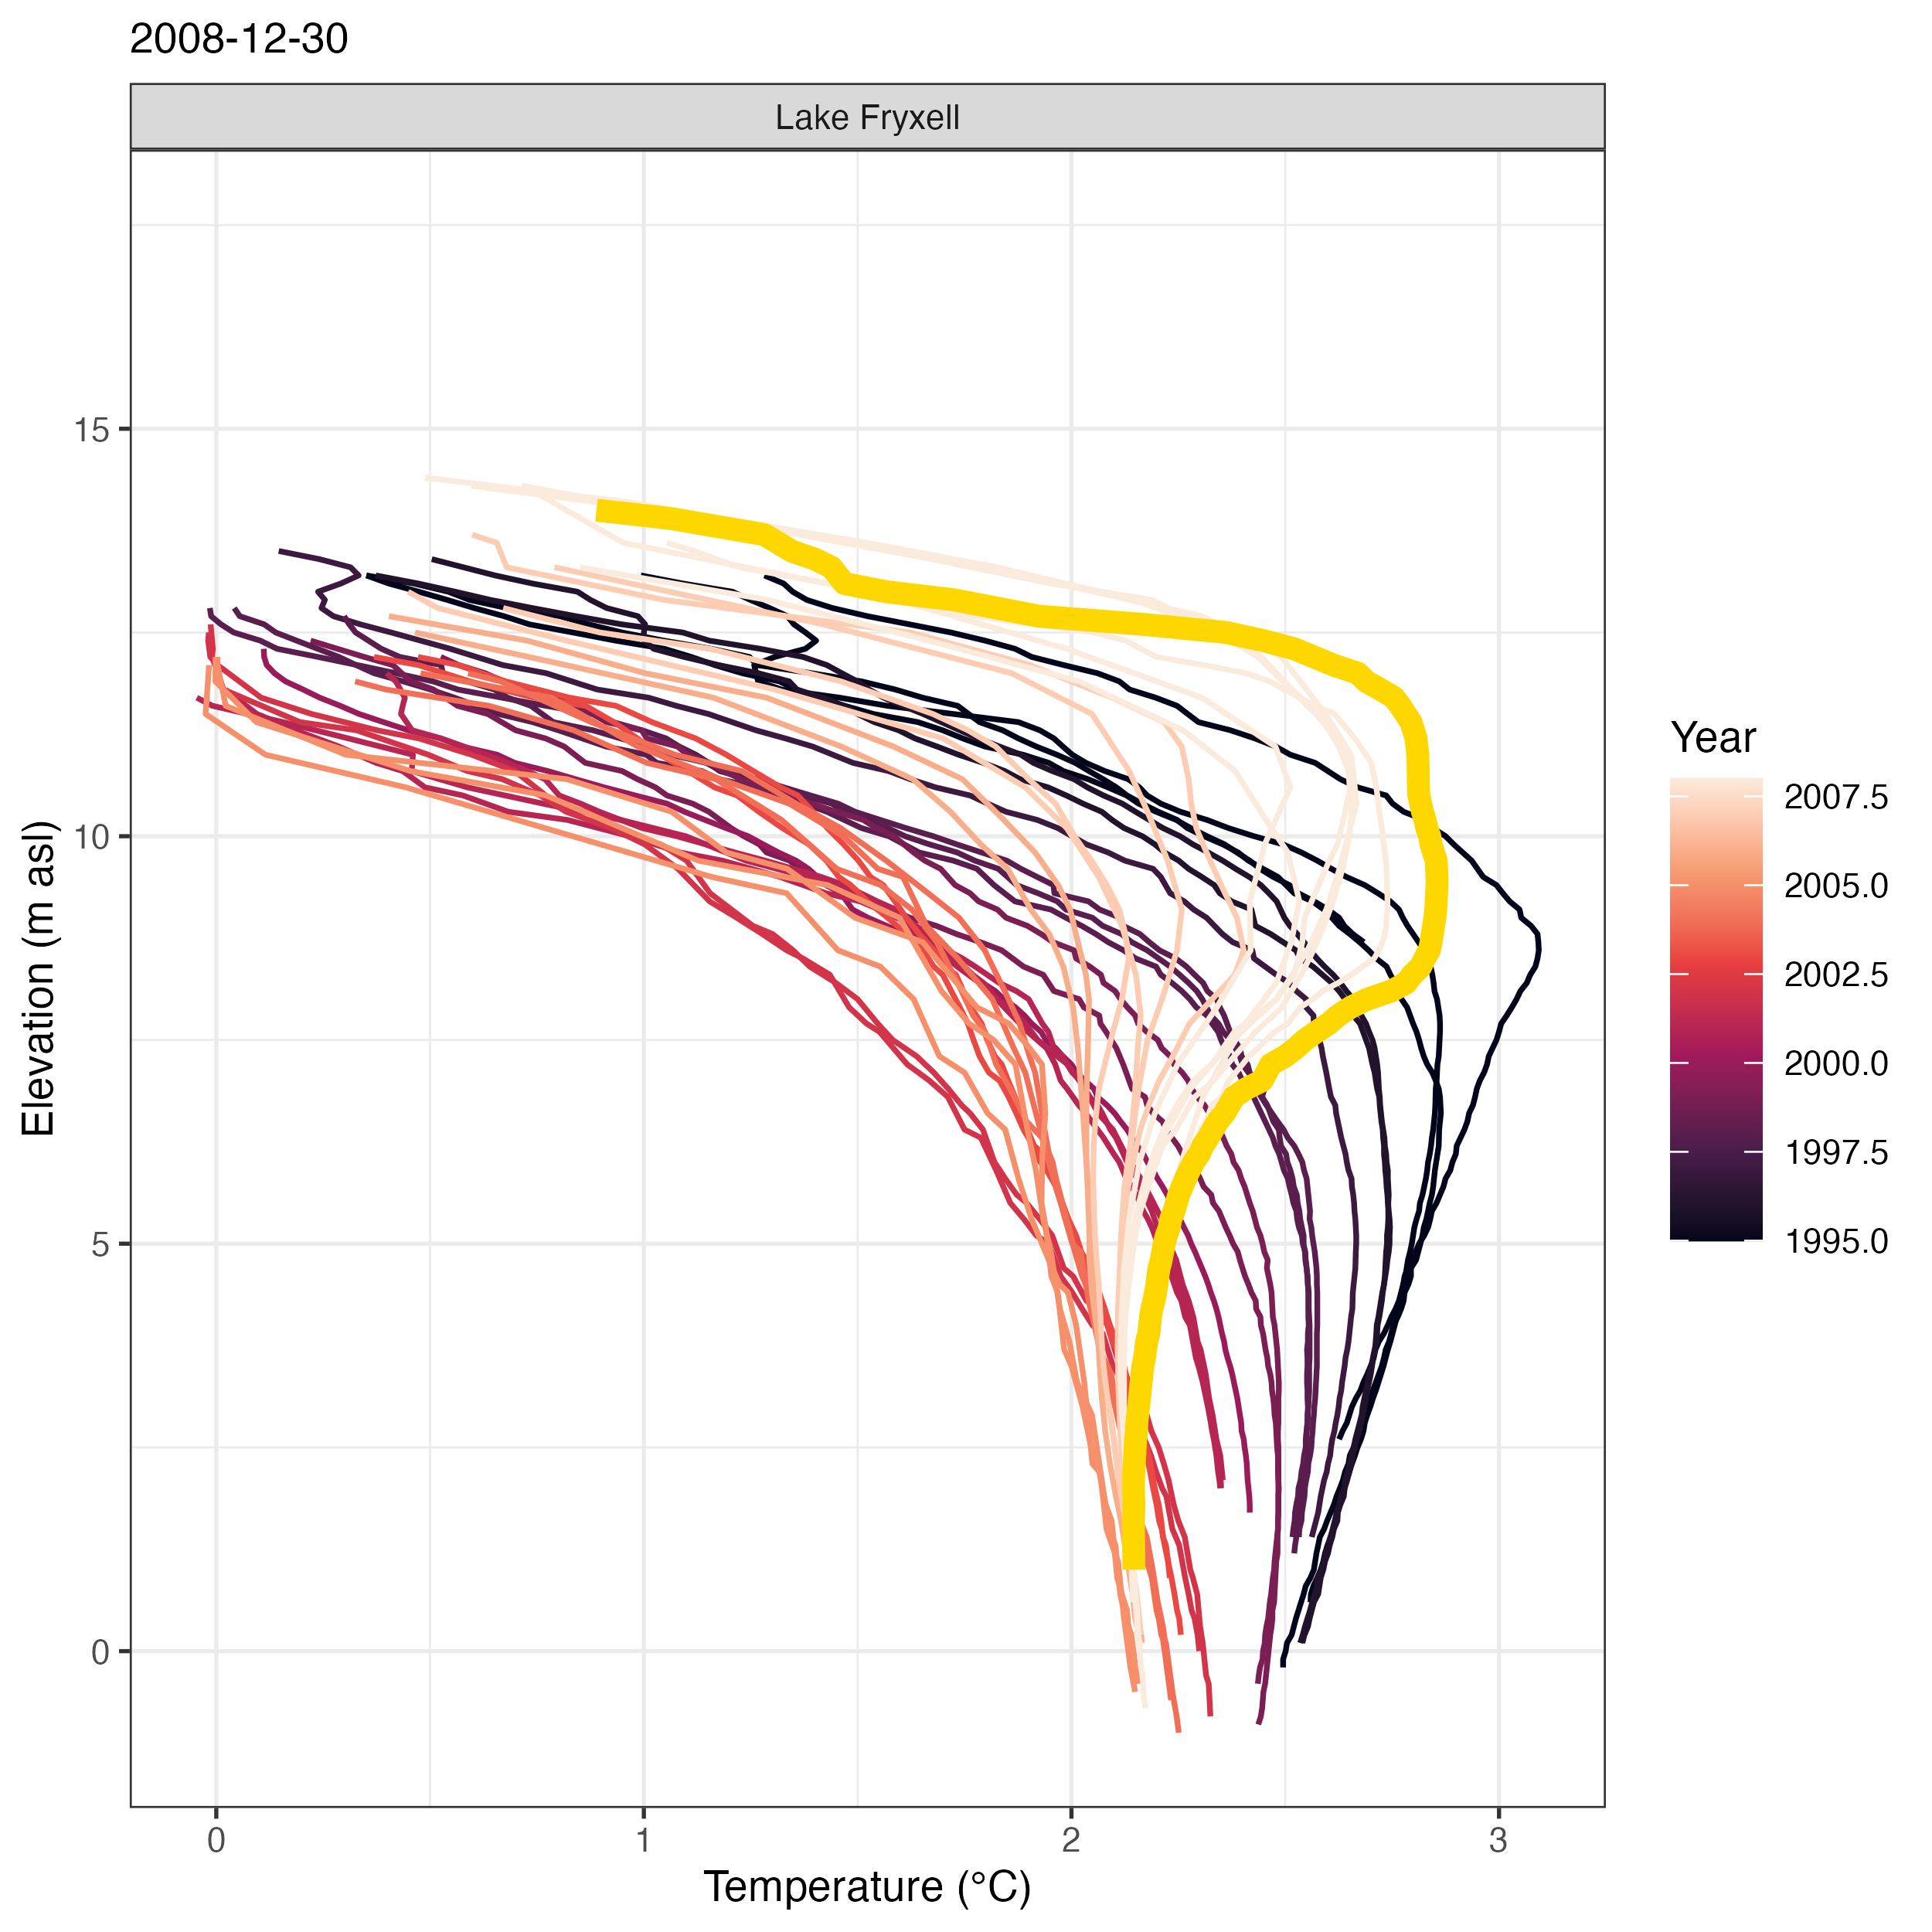 2008-12-30
Lake Fryxell
15
10
5
0
Elevation (m asl)
0 1 2 3
Temperature (°C)
Year
2007.5
2005.0
2002.5
2000.0
1997.5
1995.0